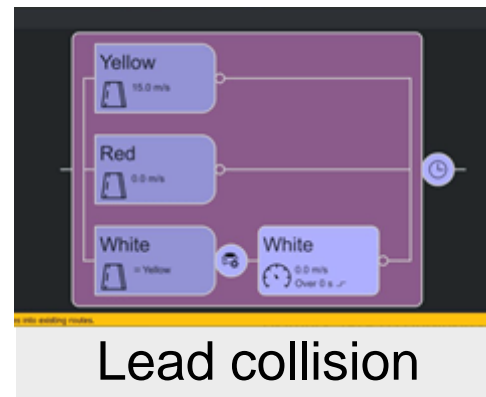 Yellow
15.0 m/s
Red
0.0 m/s
White
= Yellow
White
0.0 m/s
Over 0 s
s into existing routes.
Lead collision